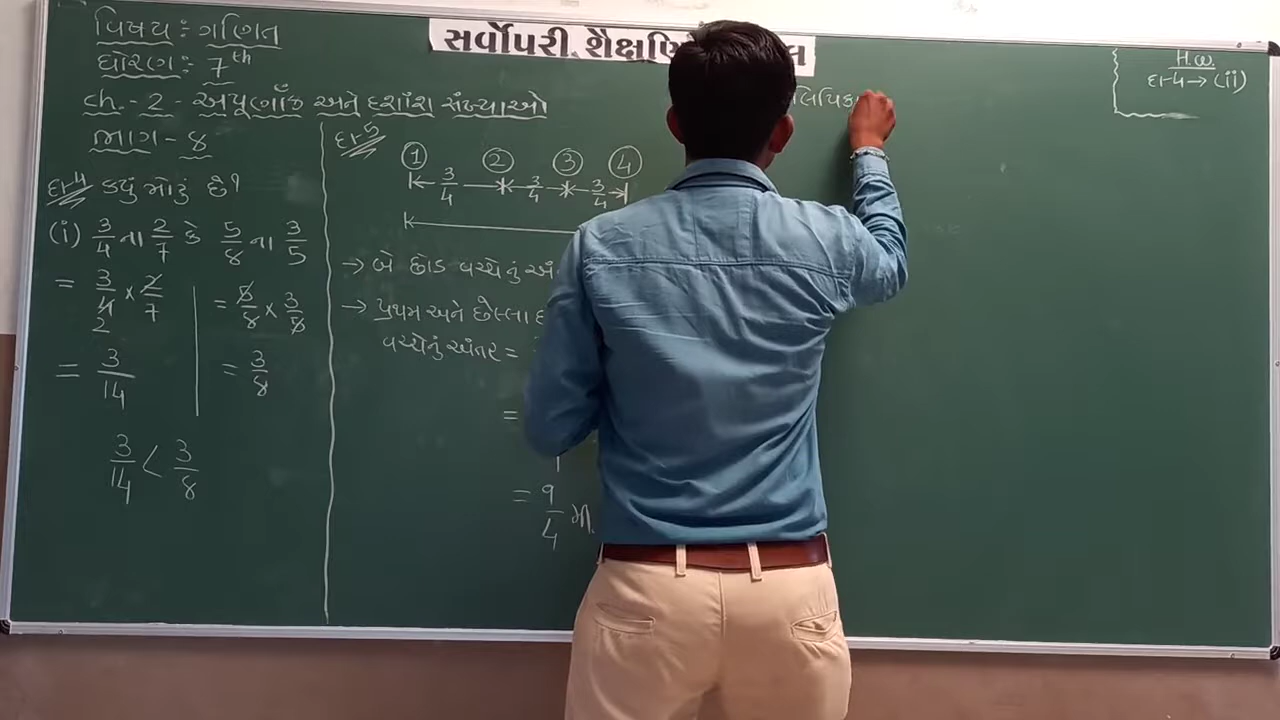 સર્વોપરી શૈક્ષણિ
વિષય : ગણિત
ધોરણ :- 7th
ch.- 2 - અપૂર્ણાંક અને દશાંશ સંખ્યાઓ
ભાગ - ૪
દા-4 કયું મોટું છે?
(i) 3/4 ના 2/7 કે 5/8 ના 3/5
= 3/4 × 2/7 = 5/8 × 3/5
2
= 3/14 = 3/8
3/14 < 3/8
દા-5
① ② ③ ④
3/4 3/4 3/4
→ બે છોડ વચ્ચેનું
→ પ્રથમ અને છેલ્લા
વચ્ચેનું અંતર =
=
= 9/4 મી.
લિપિકા
H.W
દા-4 → (ii)